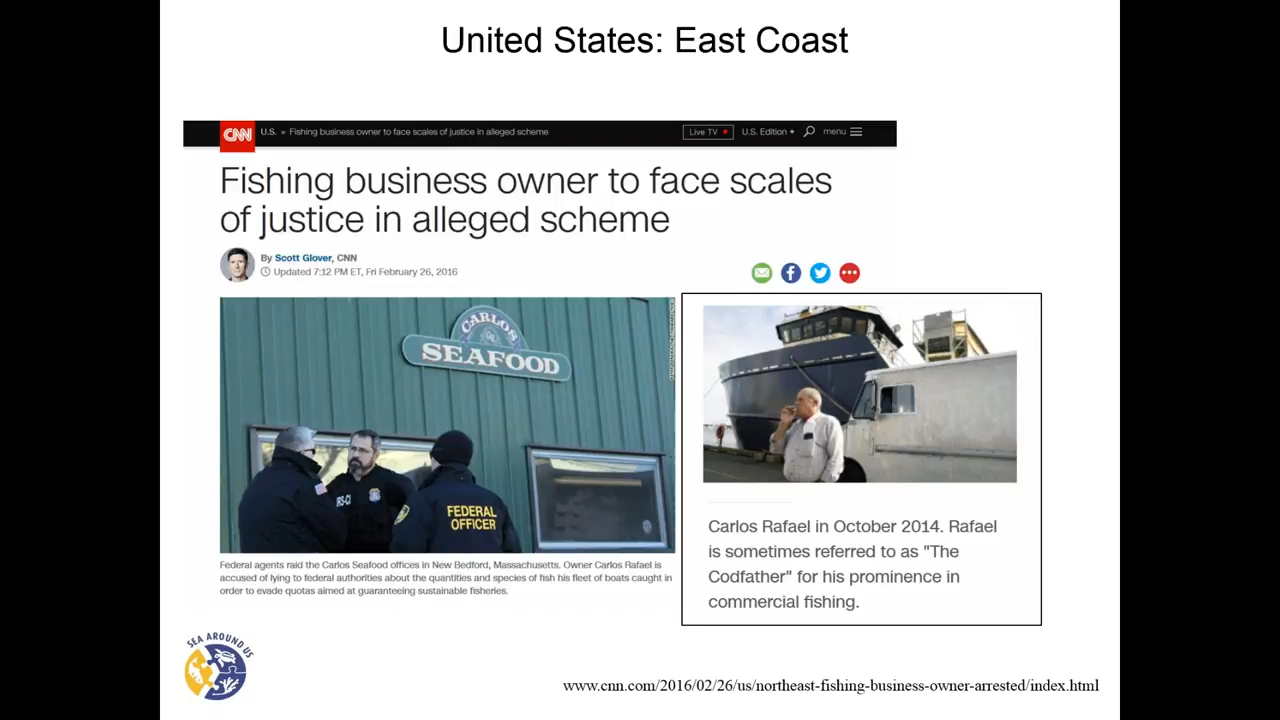 United States: East Coast
CNN
U.S. » Fishing business owner to face scales of justice in alleged scheme
Live TV
U.S. Edition +
menu
Fishing business owner to face scales
of justice in alleged scheme
By Scott Glover, CNN
Updated 7:12 PM ET, Fri February 26, 2016
CARLOS
SEAFOOD
IRS-CI
FEDERAL
OFFICER
Federal agents raid the Carlos Seafood offices in New Bedford, Massachusetts. Owner Carlos Rafael is
accused of lying to federal authorities about the quantities and species of fish his fleet of boats caught in
order to evade quotas aimed at guaranteeing sustainable fisheries.
Carlos Rafael in October 2014. Rafael
is sometimes referred to as "The
Codfather" for his prominence in
commercial fishing.
SEA AROUND US
www.cnn.com/2016/02/26/us/northeast-fishing-business-owner-arrested/index.html